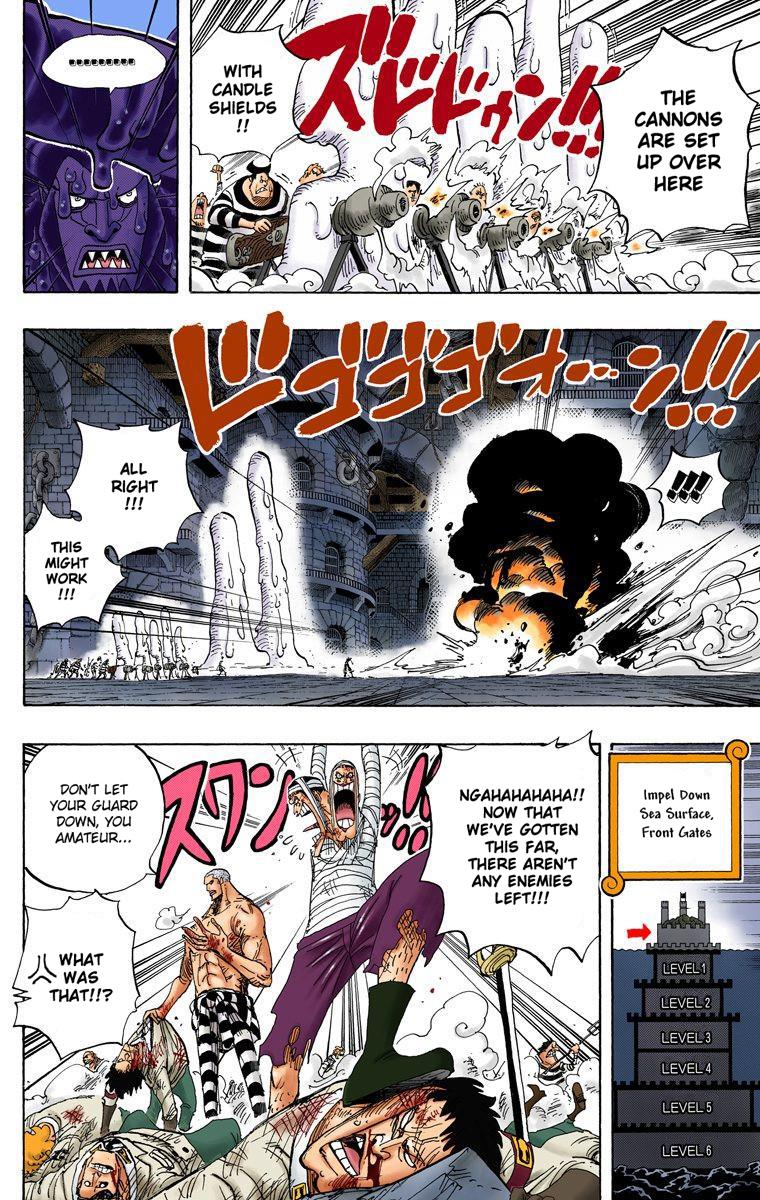 THE
CANNONS
ARE SET
UP OVER
HERE
ズドドドゥン!!!
WITH
CANDLE
SHIELDS
!!
ドゴゴゴゴオ…ーン!!!
!!!
ALL
RIGHT
!!!
THIS
MIGHT
WORK
!!!
Impel Down
Sea Surface,
Front Gates
LEVEL 1
LEVEL 2
LEVEL 3
LEVEL 4
LEVEL 5
LEVEL 6
NGAHAHAHAHA!!
NOW THAT
WE'VE GOTTEN
THIS FAR,
THERE AREN'T
ANY ENEMIES
LEFT!!!
DON'T LET
YOUR GUARD
DOWN, YOU
AMATEUR...
WHAT
WAS
THAT!!?